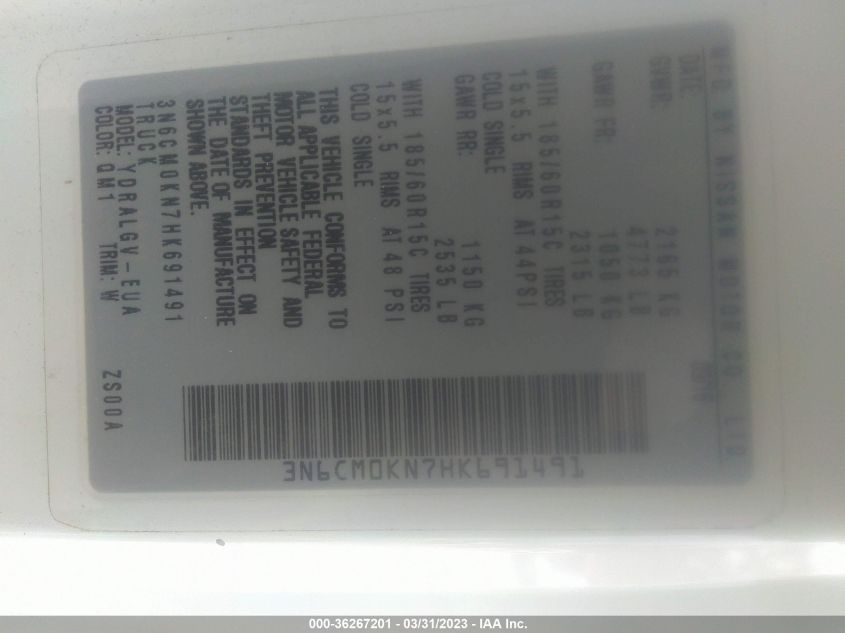 MFD BY NISSAN MOTOR CO., LTD.
DATE:
GVWR: 2165 KG
4773 LB
GAWR FR: 1050 KG
2315 LB
WITH 185/60R15C TIRES
15x5.5 RIMS AT 44PSI
COLD SINGLE
GAWR RR: 1150 KG
2535 LB
WITH 185/60R15C TIRES
15x5.5 RIMS AT 48 PSI
COLD SINGLE
THIS VEHICLE CONFORMS TO
ALL APPLICABLE FEDERAL
MOTOR VEHICLE SAFETY AND
THEFT PREVENTION
STANDARDS IN EFFECT ON
THE DATE OF MANUFACTURE
SHOWN ABOVE.
3N6CM0KN7HK691491
TRUCK
MODEL: YDRALGV-EUA
COLOR: QM1 TRIM: W ZS00A
3N6CM0KN7HK691491
000-36267201 - 03/31/2023 - IAA Inc.